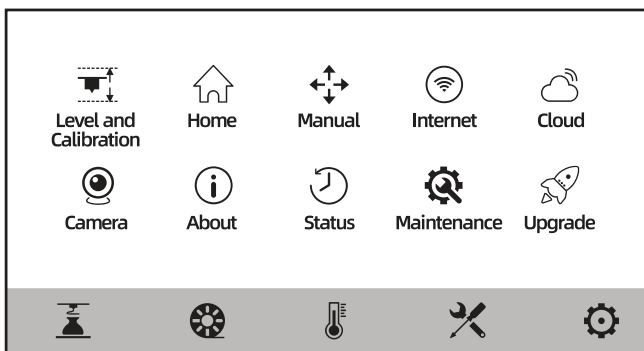 Level and
Calibration
Home
Manual
Internet
Cloud
Camera
About
Status
Maintenance
Upgrade